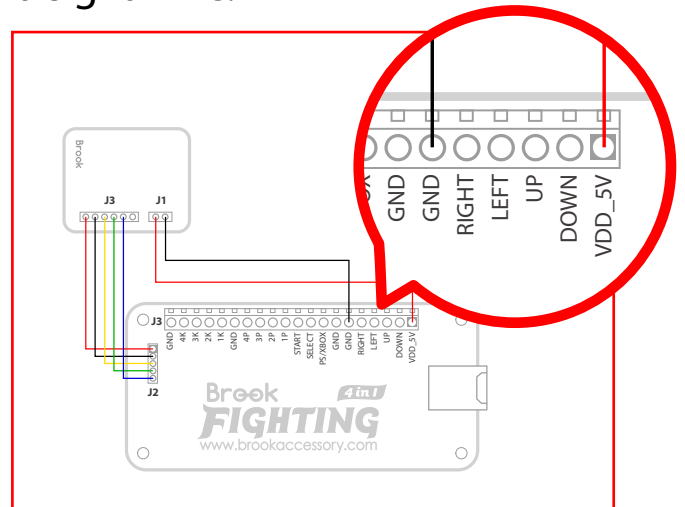 Brook
J3
J1
GND
GND
RIGHT
LEFT
UP
DOWN
VDD_5V
J3
GND
4K
3K
2K
1K
GND
4P
3P
2P
1P
START
SELECT
PS/XBOX
GND
GND
RIGHT
LEFT
UP
DOWN
VDD_5V
J2
Brook 4 in 1
FIGHTING
www.brookaccessory.com